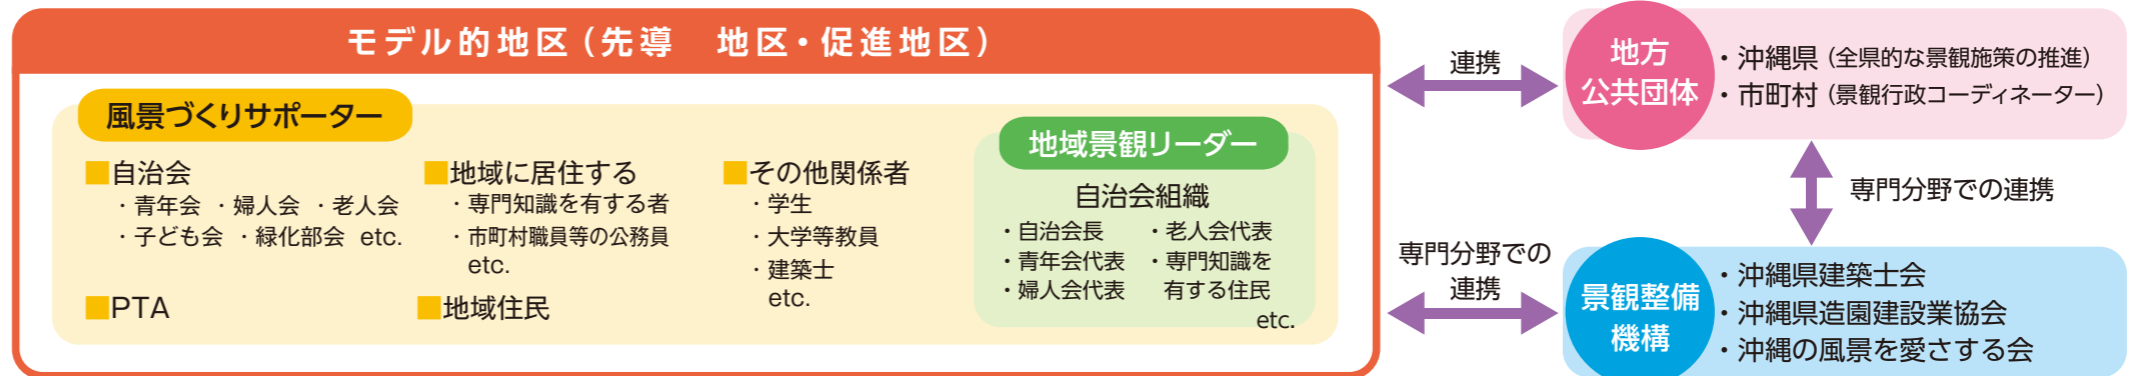 モデル的地区（先導　地区・促進地区）
風景づくりサポーター
■自治会
・青年会 ・婦人会 ・老人会
・子ども会 ・緑化部会 etc.
■PTA
■地域に居住する
・専門知識を有する者
・市町村職員等の公務員
etc.
■地域住民
■その他関係者
・学生
・大学等教員
・建築士
etc.
地域景観リーダー
自治会組織
・自治会長
・青年会代表
・婦人会代表
・老人会代表
・専門知識を
有する住民
etc.
連携
専門分野での
連携
地方
公共団体
・沖縄県（全県的な景観施策の推進）
・市町村（景観行政コーディネーター）
専門分野での連携
景観整備
機構
・沖縄県建築士会
・沖縄県造園建設業協会
・沖縄の風景を愛さする会